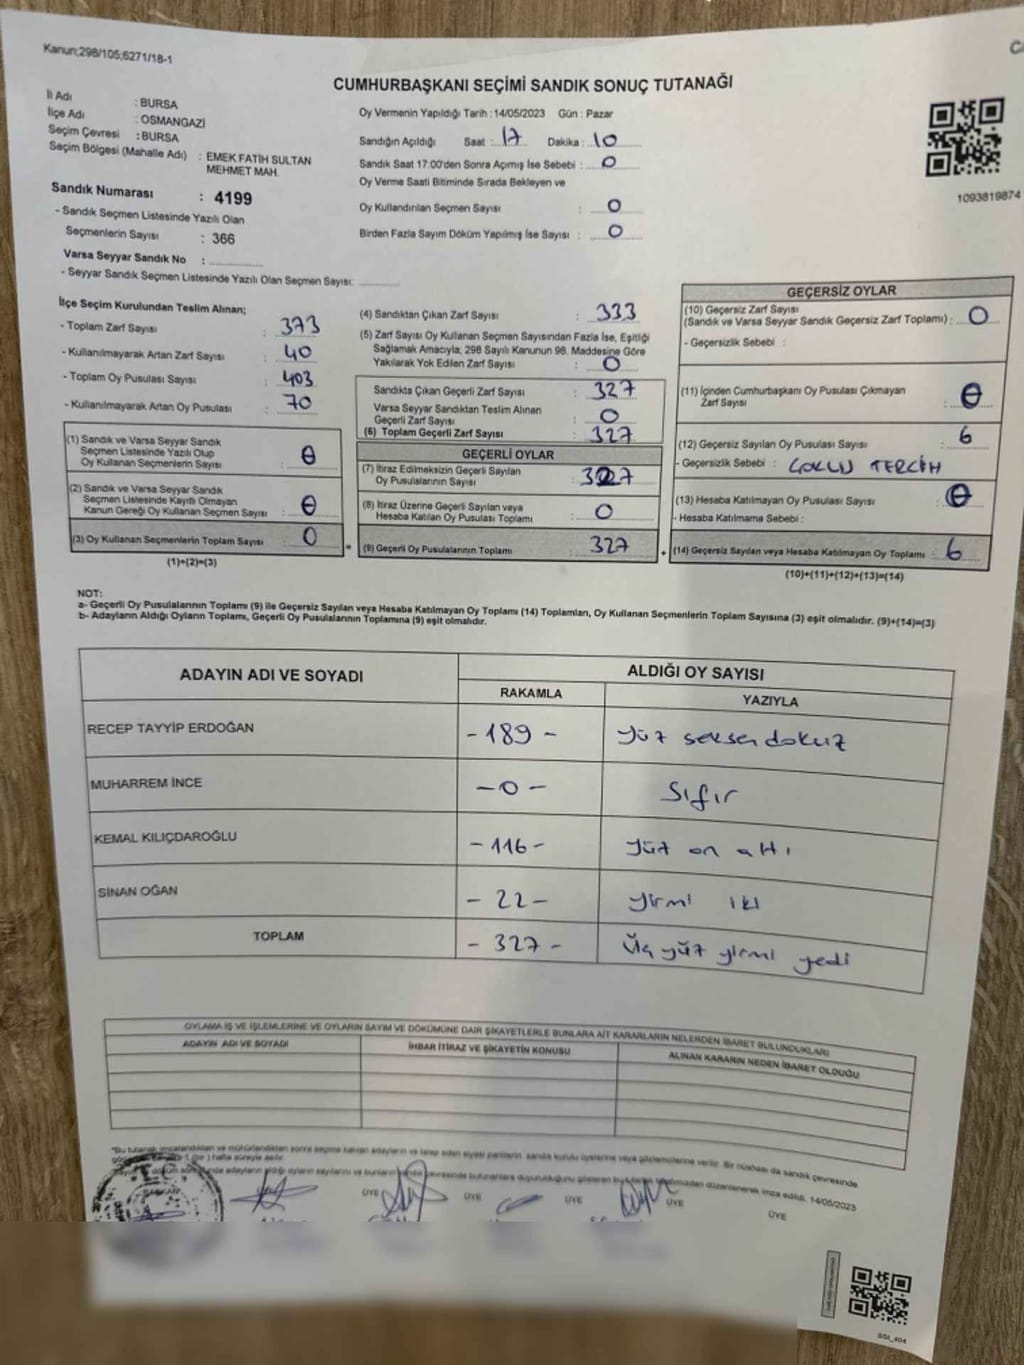 Kanun;298/105;6271/18-1
CUMHURBAŞKANI SEÇİMİ SANDIK SONUÇ TUTANAĞI
İl Adı : BURSA
İlçe Adı : OSMANGAZİ
Seçim Çevresi : BURSA
Seçim Bölgesi (Mahalle Adı) : EMEK FATİH SULTAN
MEHMET MAH.
Sandık Numarası : 4199
- Sandık Seçmen Listesinde Yazılı Olan
Seçmenlerin Sayısı : 366
Varsa Seyyar Sandık No :
- Seyyar Sandık Seçmen Listesinde Yazılı Olan Seçmen Sayısı:
Oy Vermenin Yapıldığı Tarih : 14/05/2023 Gün : Pazar
Sandığın Açıldığı Saat : 17 Dakika : 10
Sandık Saat 17:00'den Sonra Açımış İse Sebebi : 0
Oy Verme Saati Bitiminde Sırada Bekleyen ve
Oy Kullandırılan Seçmen Sayısı : 0
Birden Fazla Sayım Döküm Yapılmış İse Sayısı : 0
1093819874
İlçe Seçim Kurulundan Teslim Alınan;
- Toplam Zarf Sayısı : 373
- Kullanılmayarak Artan Zarf Sayısı : 40
- Toplam Oy Pusulası Sayısı : 403
- Kullanılmayarak Artan Oy Pusulası : 70
(1) Sandık ve Varsa Seyyar Sandık
Seçmen Listesinde Yazılı Olup
Oy Kullanan Seçmenlerin Sayısı : 0
(2) Sandık ve Varsa Seyyar Sandık
Seçmen Listesinde Kayıtlı Olmayan
Kanun Gereği Oy Kullanan Seçmen Sayısı : 0
(3) Oy Kullanan Seçmenlerin Toplam Sayısı : 0
(1)+(2)=(3)
(4) Sandıktan Çıkan Zarf Sayısı : 333
(5) Zarf Sayısı Oy Kullanan Seçmen Sayısından Fazla İse, Eşitliği
Sağlamak Amacıyla; 298 Sayılı Kanunun 98. Maddesine Göre
Yakılarak Yok Edilen Zarf Sayısı : 0
Sandıkta Çıkan Geçerli Zarf Sayısı : 327
Varsa Seyyar Sandıktan Teslim Alınan
Geçerli Zarf Sayısı : 0
(6) Toplam Geçerli Zarf Sayısı : 327
GEÇERLİ OYLAR
(7) İtiraz Edilmeksizin Geçerli Sayılan
Oy Pusulalarının Sayısı : 327
(8) İtiraz Üzerine Geçerli Sayılan veya
Hesaba Katılan Oy Pusulası Toplamı : 0
(9) Geçerli Oy Pusulalarının Toplamı : 327
=
+
GEÇERSİZ OYLAR
(10) Geçersiz Zarf Sayısı
(Sandık ve Varsa Seyyar Sandık Geçersiz Zarf Toplamı) : 0
- Geçersizlik Sebebi :
(11) İçinden Cumhurbaşkanı Oy Pusulası Çıkmayan
Zarf Sayısı : 0
(12) Geçersiz Sayılan Oy Pusulası Sayısı : 6
- Geçersizlik Sebebi : ÇOKLU TERCİH
(13) Hesaba Katılmayan Oy Pusulası Sayısı : 0
- Hesaba Katılmama Sebebi :
(14) Geçersiz Sayılan veya Hesaba Katılmayan Oy Toplamı : 6
(10)+(11)+(12)+(13)=(14)
NOT:
a- Geçerli Oy Pusulalarının Toplamı (9) ile Geçersiz Sayılan veya Hesaba Katılmayan Oy Toplamı (14) Toplamları, Oy Kullanan Seçmenlerin Toplam Sayısına (3) eşit olmalıdır. (9)+(14)=(3)
b- Adayların Aldığı Oyların Toplamı, Geçerli Oy Pusulalarının Toplamına (9) eşit olmalıdır.
ADAYIN ADI VE SOYADI ALDIĞI OY SAYISI
RAKAMLA YAZIYLA
RECEP TAYYİP ERDOĞAN - 189 - Yüz seksen dokuz
MUHARREM İNCE - 0 - Sıfır
KEMAL KILIÇDAROĞLU - 116 - Yüz on altı
SİNAN OĞAN - 22 - Yirmi iki
TOPLAM - 327 - Üç yüz yirmi yedi
OYLAMA İŞ VE İŞLEMLERİNE VE OYLARIN SAYIM VE DÖKÜMÜNE DAİR ŞİKAYETLERLE BUNLARA AİT KARARLARIN NELERDEN İBARET BULUNDUKLARI
ADAYIN ADI VE SOYADI İHBAR İTİRAZ VE ŞİKAYETİN KONUSU ALINAN KARARIN NEDEN İBARET OLDUĞU
düzenlenerek imza edildi. 14/05/2023
BAŞKAN ÜYE ÜYE ÜYE ÜYE ÜYE